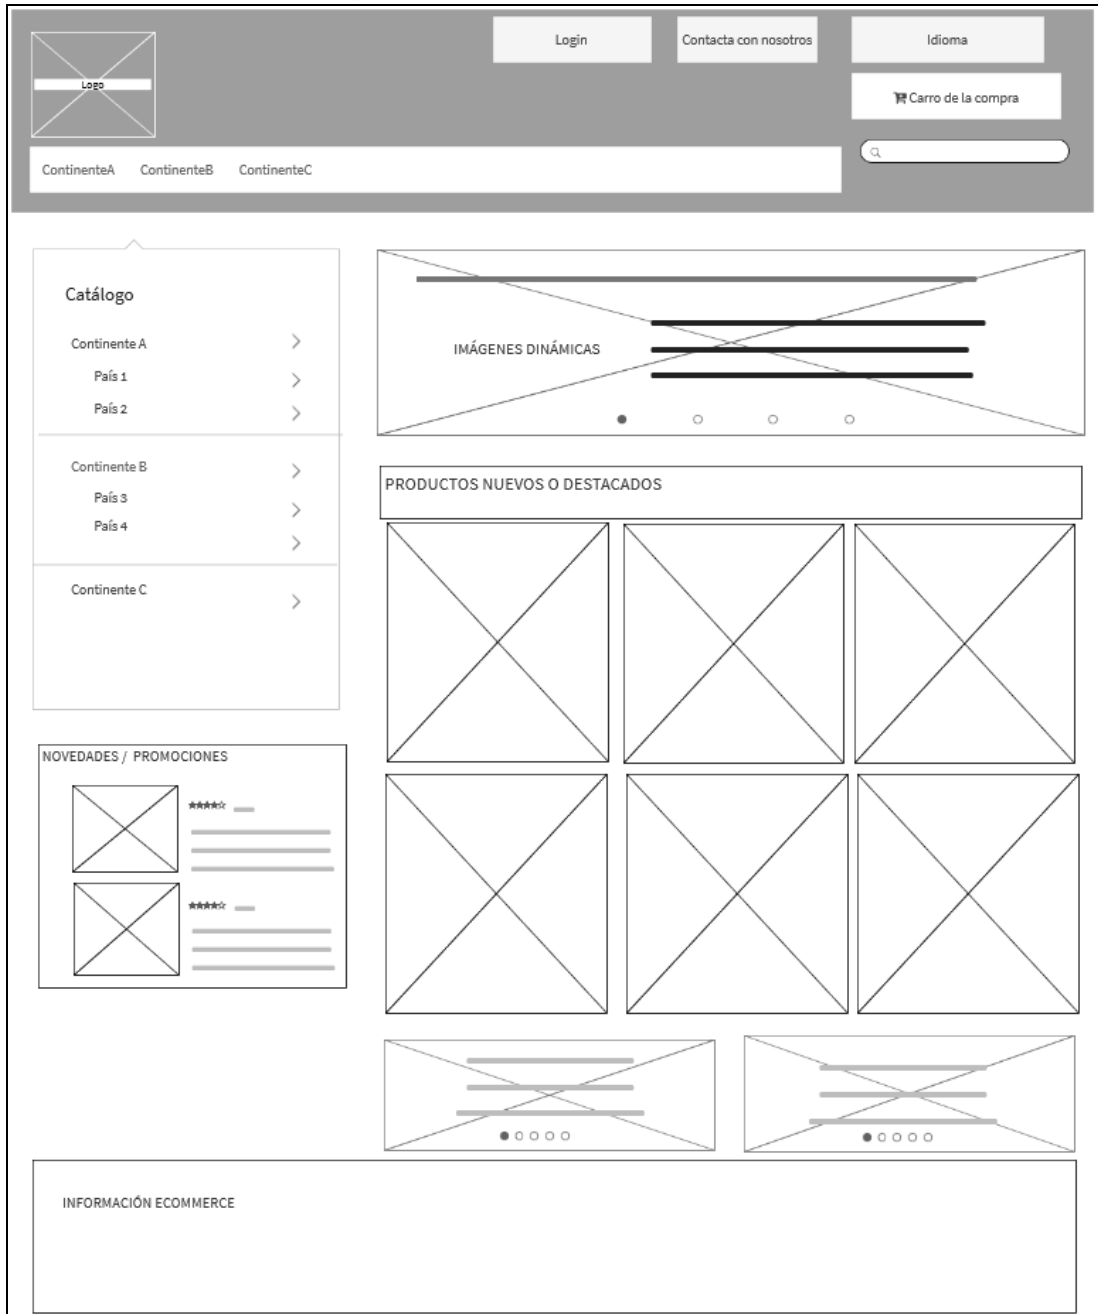 Login
Contacta con nosotros
Idioma
Logo
Carro de la compra
ContinenteA
ContinenteB
ContinenteC
Catálogo
Continente A
País 1
País 2
Continente B
País 3
País 4
Continente C
IMÁGENES DINÁMICAS
PRODUCTOS NUEVOS O DESTACADOS
NOVEDADES / PROMOCIONES
INFORMACIÓN ECOMMERCE